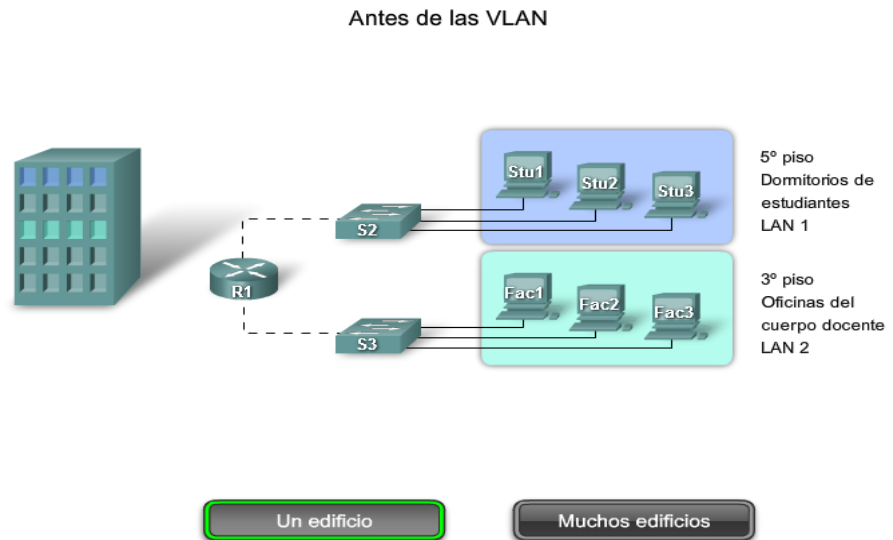 Antes de las VLAN
Stu1
Stu2
Stu3
S2
5º piso
Dormitorios de
estudiantes
LAN 1
R1
Fac1
Fac2
Fac3
S3
3º piso
Oficinas del
cuerpo docente
LAN 2
Un edificio
Muchos edificios